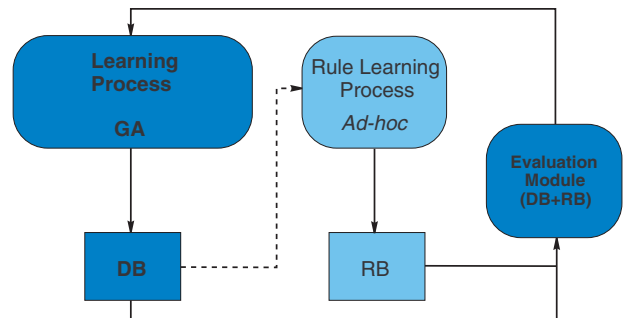 Learning
Process
GA
Rule Learning
Process
Ad-hoc
Evaluation
Module
(DB+RB)
DB
RB